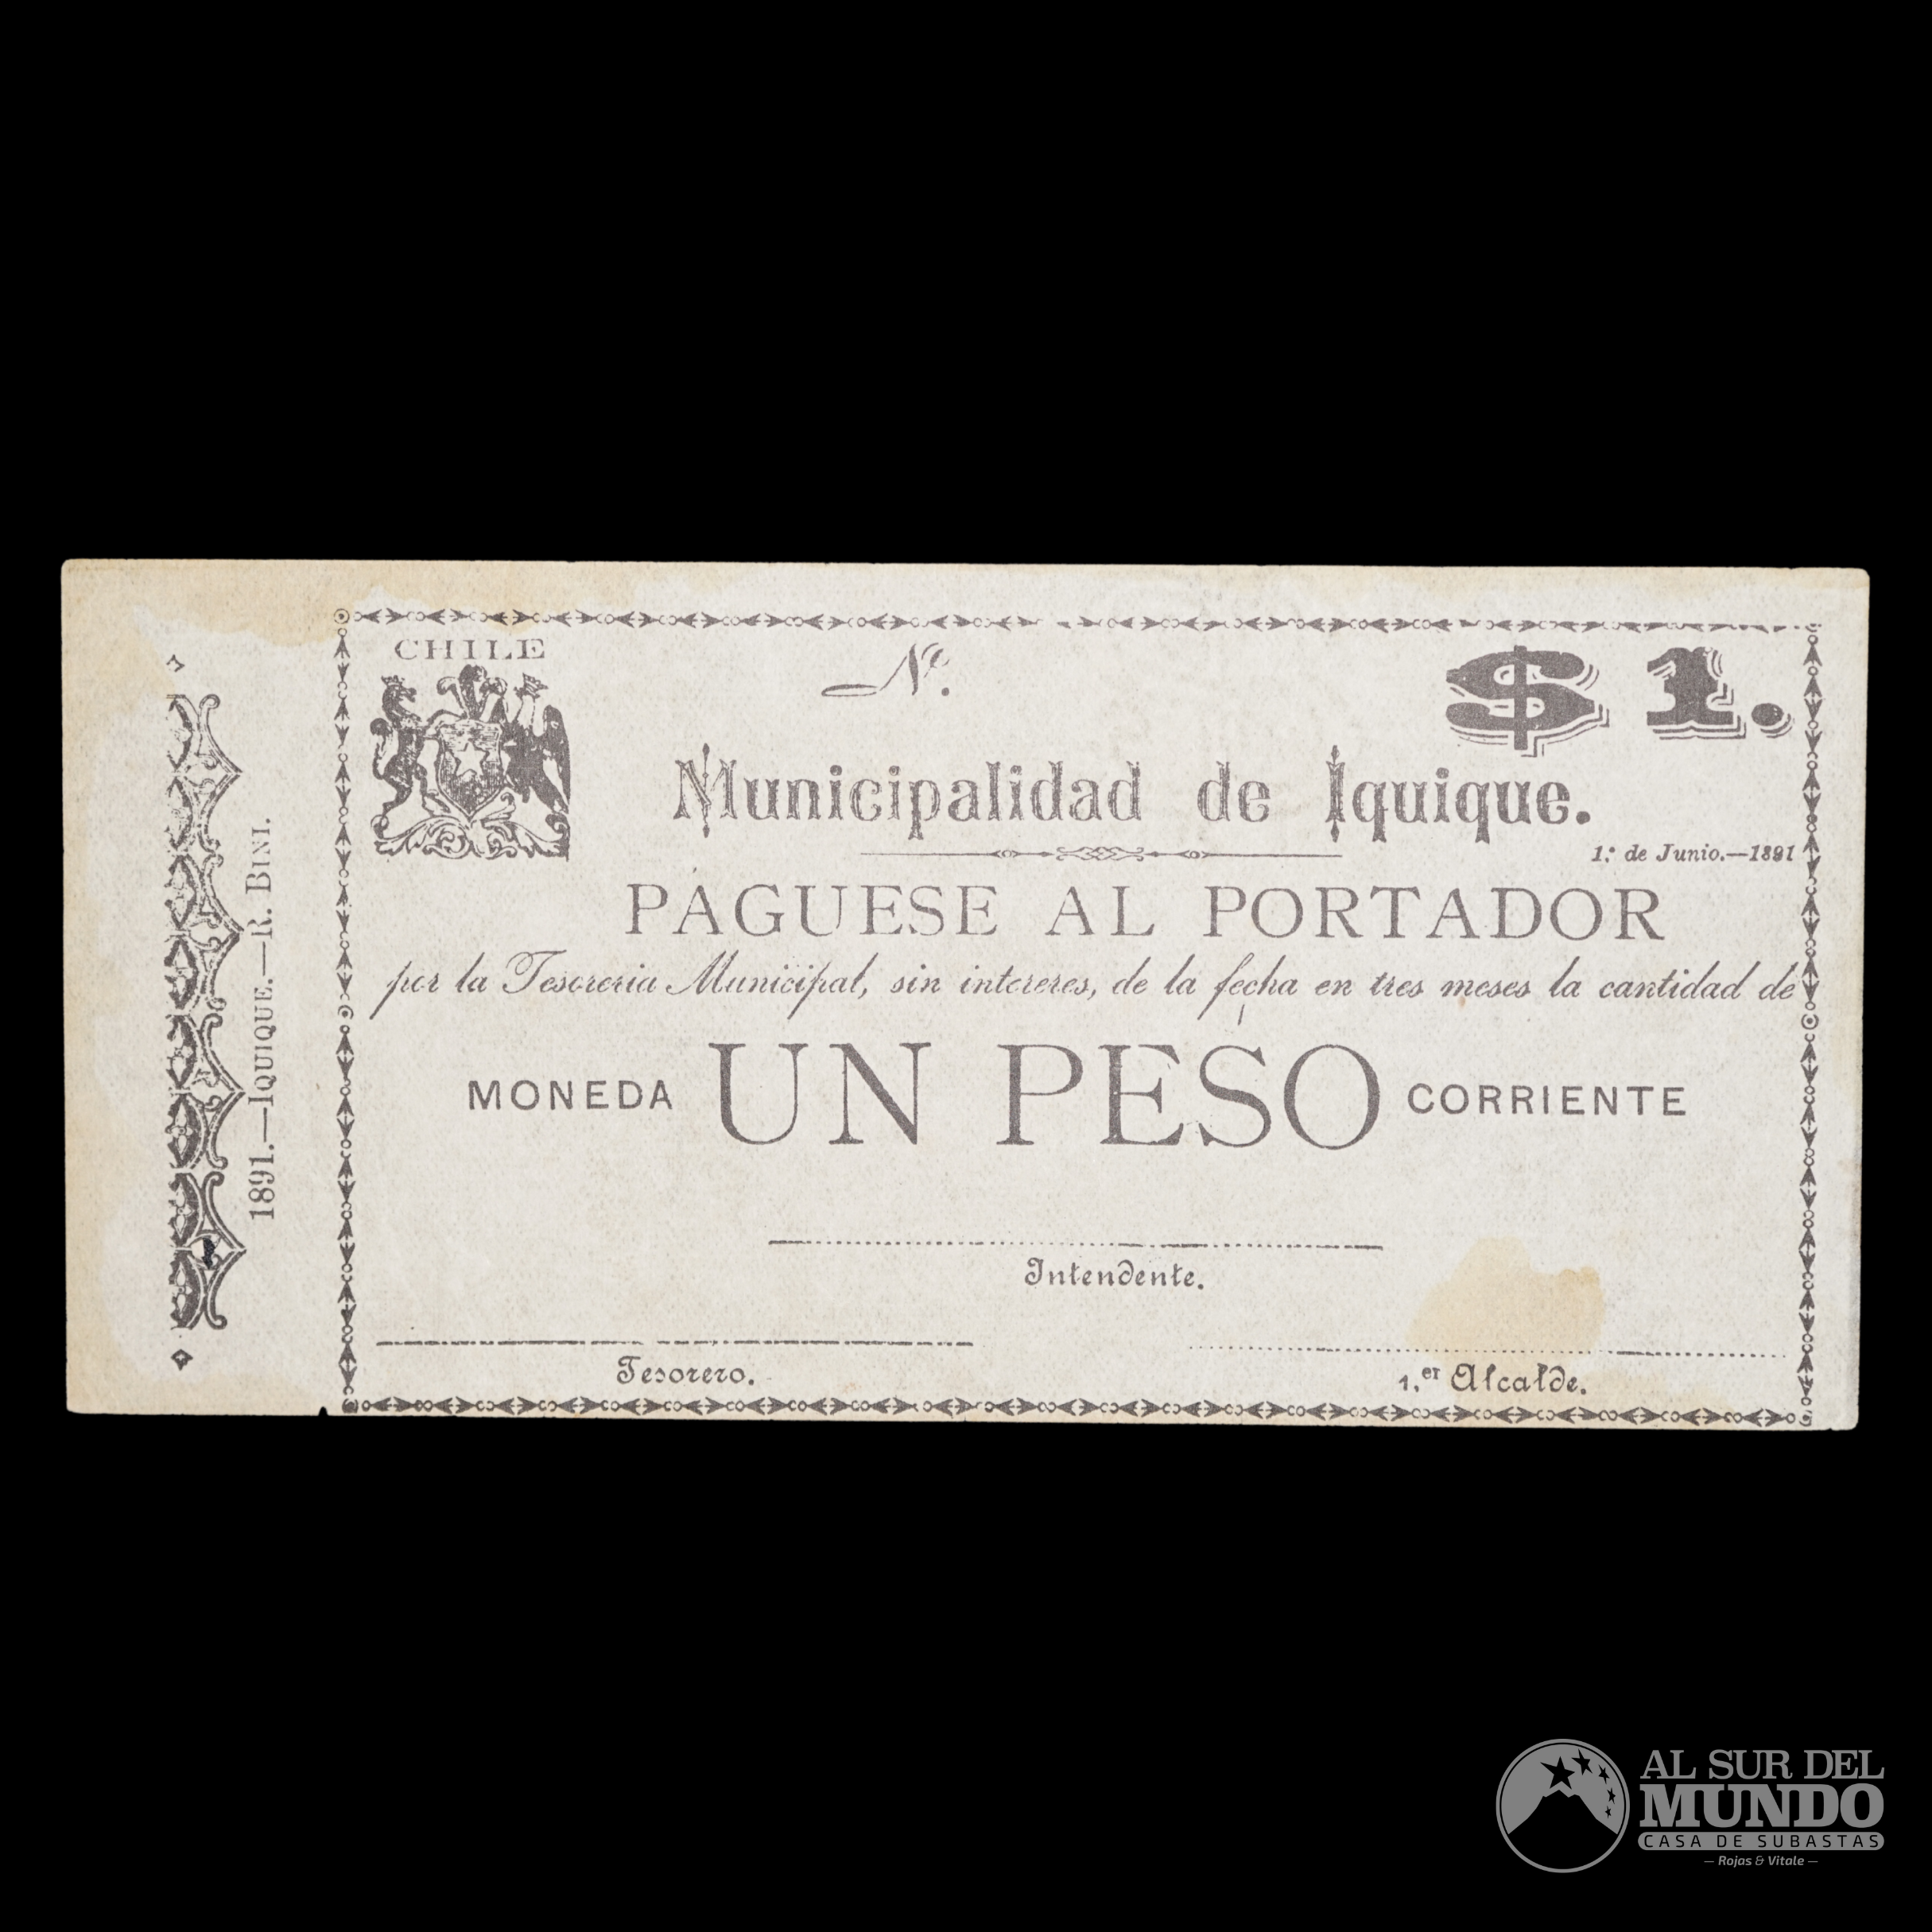 CHILE
Nº.
$ 1.
Municipalidad de Iquique.
1.º de Junio.—1891
PÁGUESE AL PORTADOR
por la Tesoreria Municipal, sin intereres, de la fecha en tres meses la cantidad de
MONEDA UN PESO CORRIENTE
Intendente.
Tesorero.
1.er Alcalde.
1891.—IQUIQUE.—R. BINI.
AL SUR DEL
MUNDO
CASA DE SUBASTAS
— Rojas & Vitale —